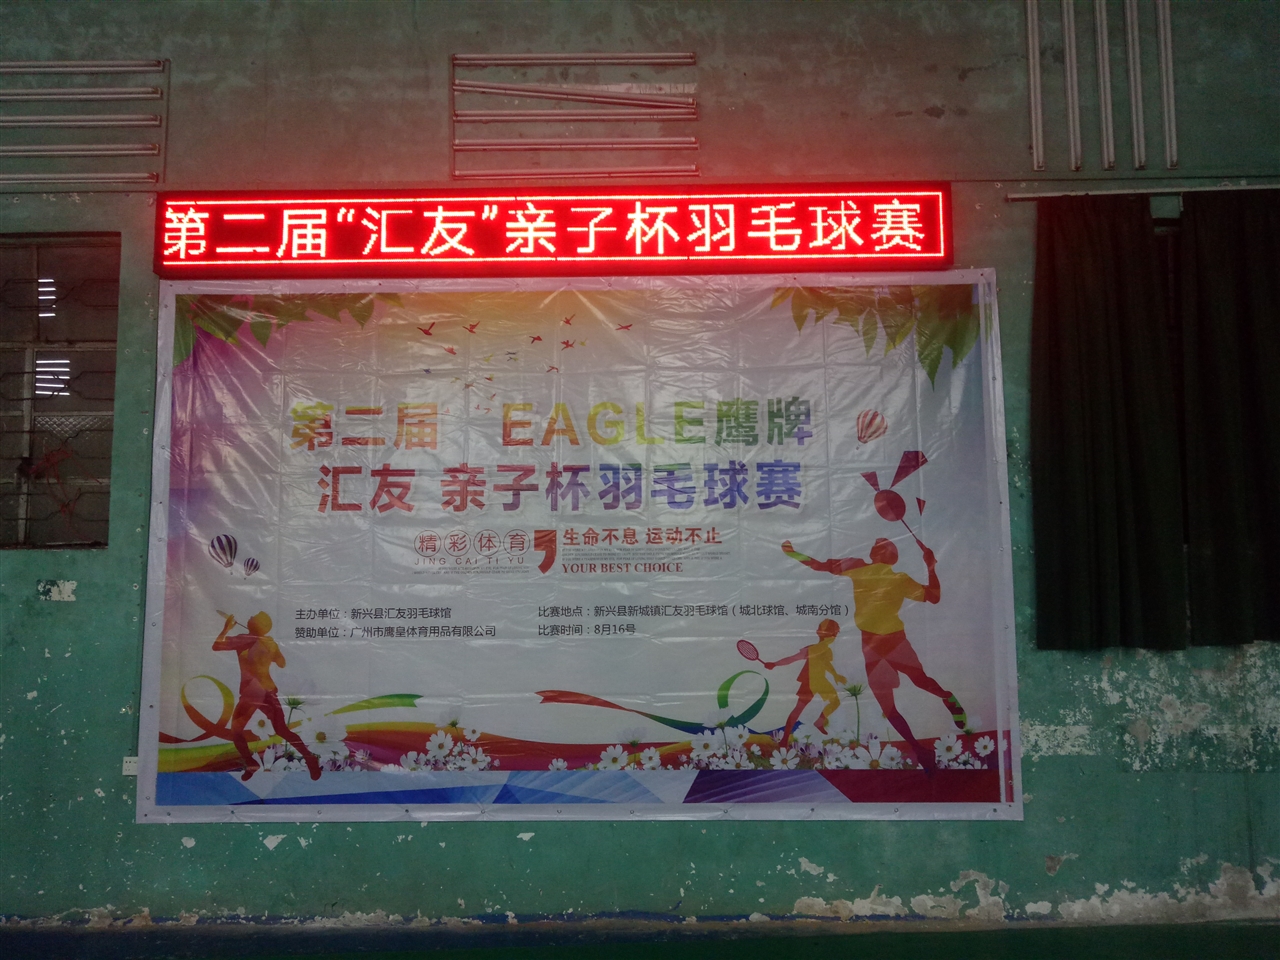 第二届“汇友”亲子杯羽毛球赛
第二届 EAGLE鹰牌
汇友 亲子杯羽毛球赛
精彩体育
JING CAI TI YU
生命不息 运动不止
YOUR BEST CHOICE
主办单位：新兴县汇友羽毛球馆
赞助单位：广州市鹰皇体育用品有限公司
比赛地点：新兴县新城镇汇友羽毛球馆（城北球馆、城南分馆）
比赛时间：8月16号